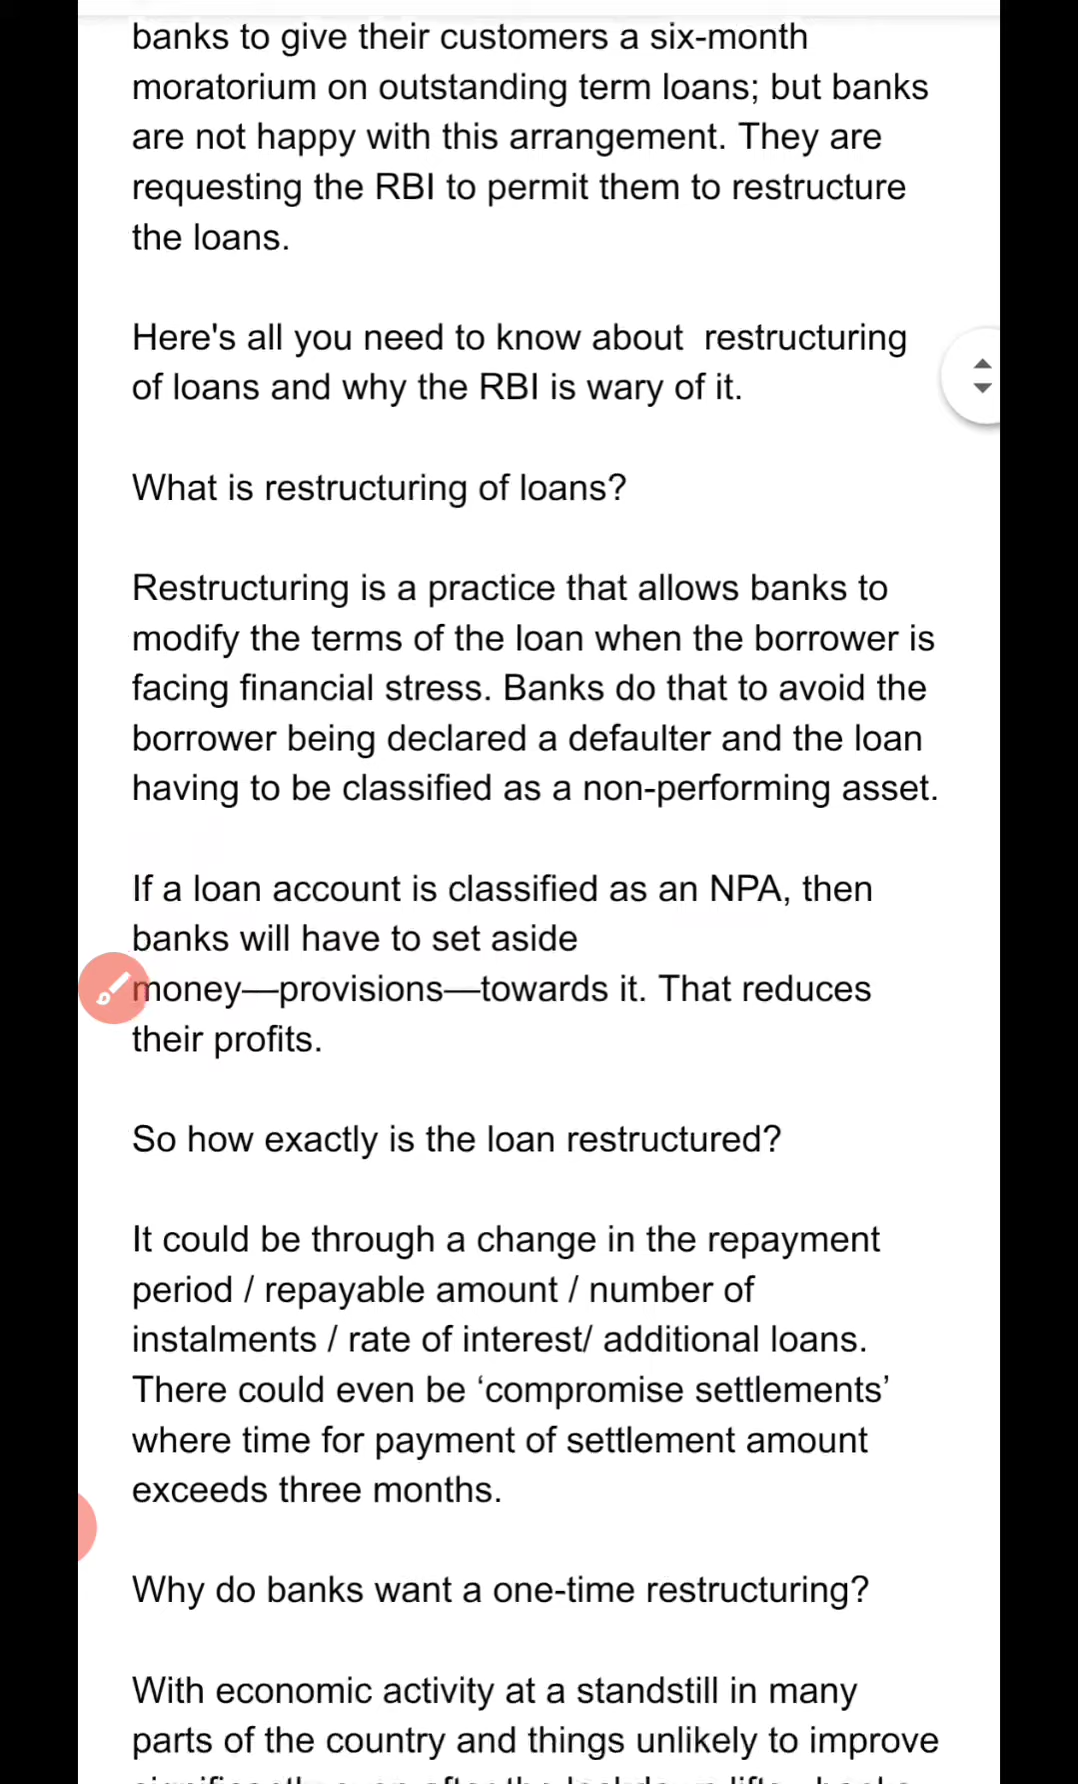 banks to give their customers a six-month
moratorium on outstanding term loans; but banks
are not happy with this arrangement. They are
requesting the RBI to permit them to restructure
the loans.
Here's all you need to know about  restructuring
of loans and why the RBI is wary of it.
What is restructuring of loans?
Restructuring is a practice that allows banks to
modify the terms of the loan when the borrower is
facing financial stress. Banks do that to avoid the
borrower being declared a defaulter and the loan
having to be classified as a non-performing asset.
If a loan account is classified as an NPA, then
banks will have to set aside
money—provisions—towards it. That reduces
their profits.
So how exactly is the loan restructured?
It could be through a change in the repayment
period / repayable amount / number of
instalments / rate of interest/ additional loans.
There could even be ‘compromise settlements’
where time for payment of settlement amount
exceeds three months.
Why do banks want a one-time restructuring?
With economic activity at a standstill in many
parts of the country and things unlikely to improve